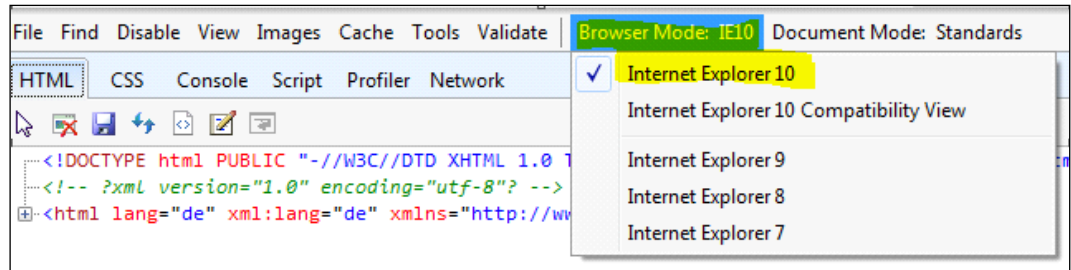 File Find Disable View Images Cache Tools Validate Browser Mode: IE10 Document Mode: Standards
HTML CSS Console Script Profiler Network
Internet Explorer 10
Internet Explorer 10 Compatibility View
Internet Explorer 9
Internet Explorer 8
Internet Explorer 7
<!DOCTYPE html PUBLIC "-//W3C//DTD XHTML 1.0
<!-- ?xml version="1.0" encoding="utf-8"? -->
<html lang="de" xml:lang="de" xmlns="http://ww